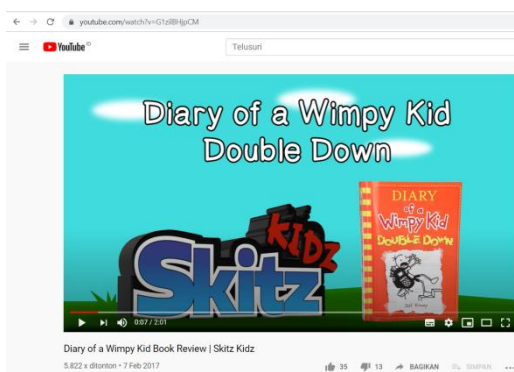 youtube.com/watch?v=G1zilBHjpCM
YouTube ID
Telusuri
Diary of a Wimpy Kid
Double Down
DIARY
of a
Wimpy Kid
DOUBLE DOWN
Jeff Kinney
KIDZ
Skitz
0:07 / 2:01
Diary of a Wimpy Kid Book Review | Skitz Kidz
5.822 x ditonton • 7 Feb 2017
35
13
BAGIKAN
SIMPAN